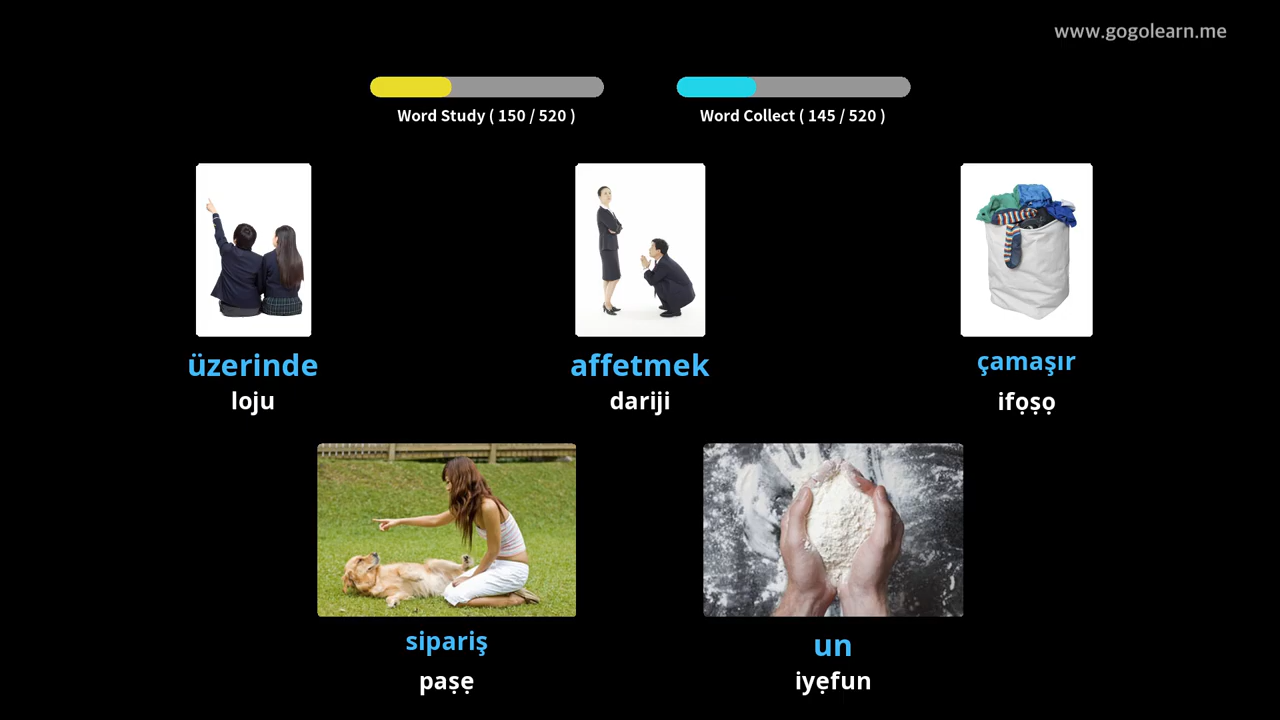 www.gogolearn.me
Word Study ( 150 / 520 )
Word Collect ( 145 / 520 )
üzerinde
loju
affetmek
dariji
çamaşır
ifọṣọ
sipariş
paṣẹ
un
iyẹfun